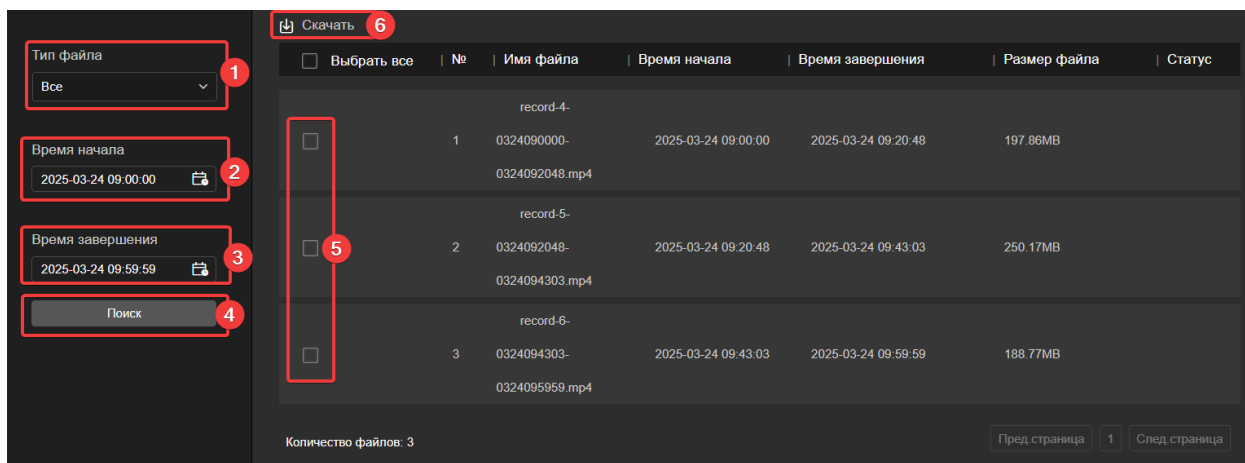 Скачать 6
Тип файла
1
Все
Выбрать все | № | Имя файла | Время начала | Время завершения | Размер файла | Статус
record-4-
1 0324090000- 2025-03-24 09:00:00 2025-03-24 09:20:48 197.86MB
0324092048.mp4
Время начала
2
2025-03-24 09:00:00
record-5-
5 2 0324092048- 2025-03-24 09:20:48 2025-03-24 09:43:03 250.17MB
0324094303.mp4
Время завершения
3
2025-03-24 09:59:59
Поиск 4
record-6-
3 0324094303- 2025-03-24 09:43:03 2025-03-24 09:59:59 188.77MB
0324095959.mp4
Количество файлов: 3
Пред.страница 1 След.страница